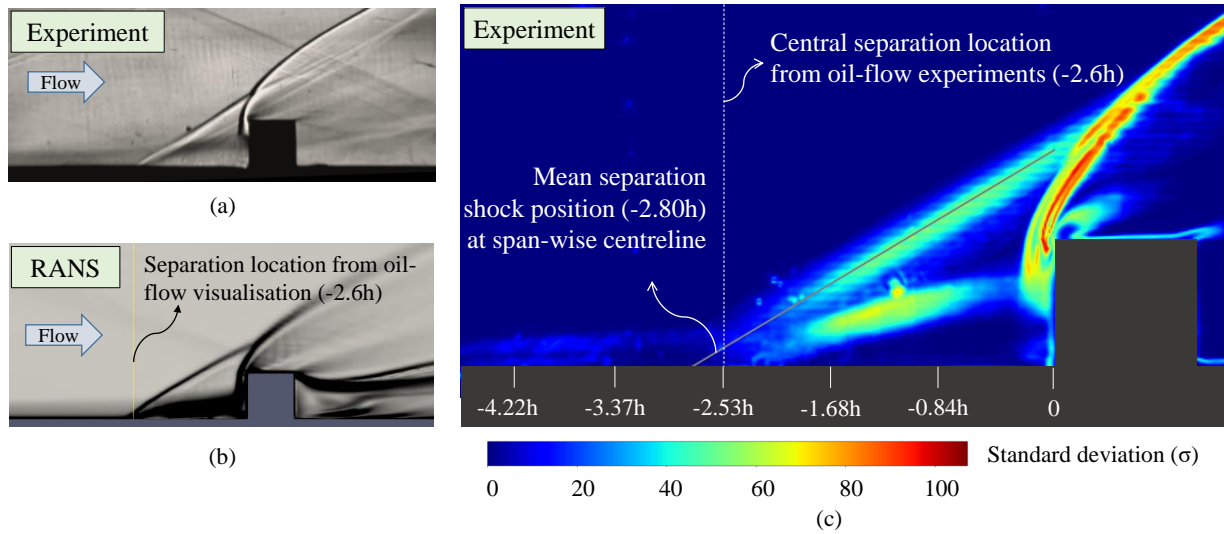 Experiment
Flow
(a)
RANS
Separation location from oil-
flow visualisation (-2.6h)
Flow
(b)
Experiment
Central separation location
from oil-flow experiments (-2.6h)
Mean separation
shock position (-2.80h)
at span-wise centreline
-4.22h -3.37h -2.53h -1.68h -0.84h 0
Standard deviation (σ)
0 20 40 60 80 100
(c)